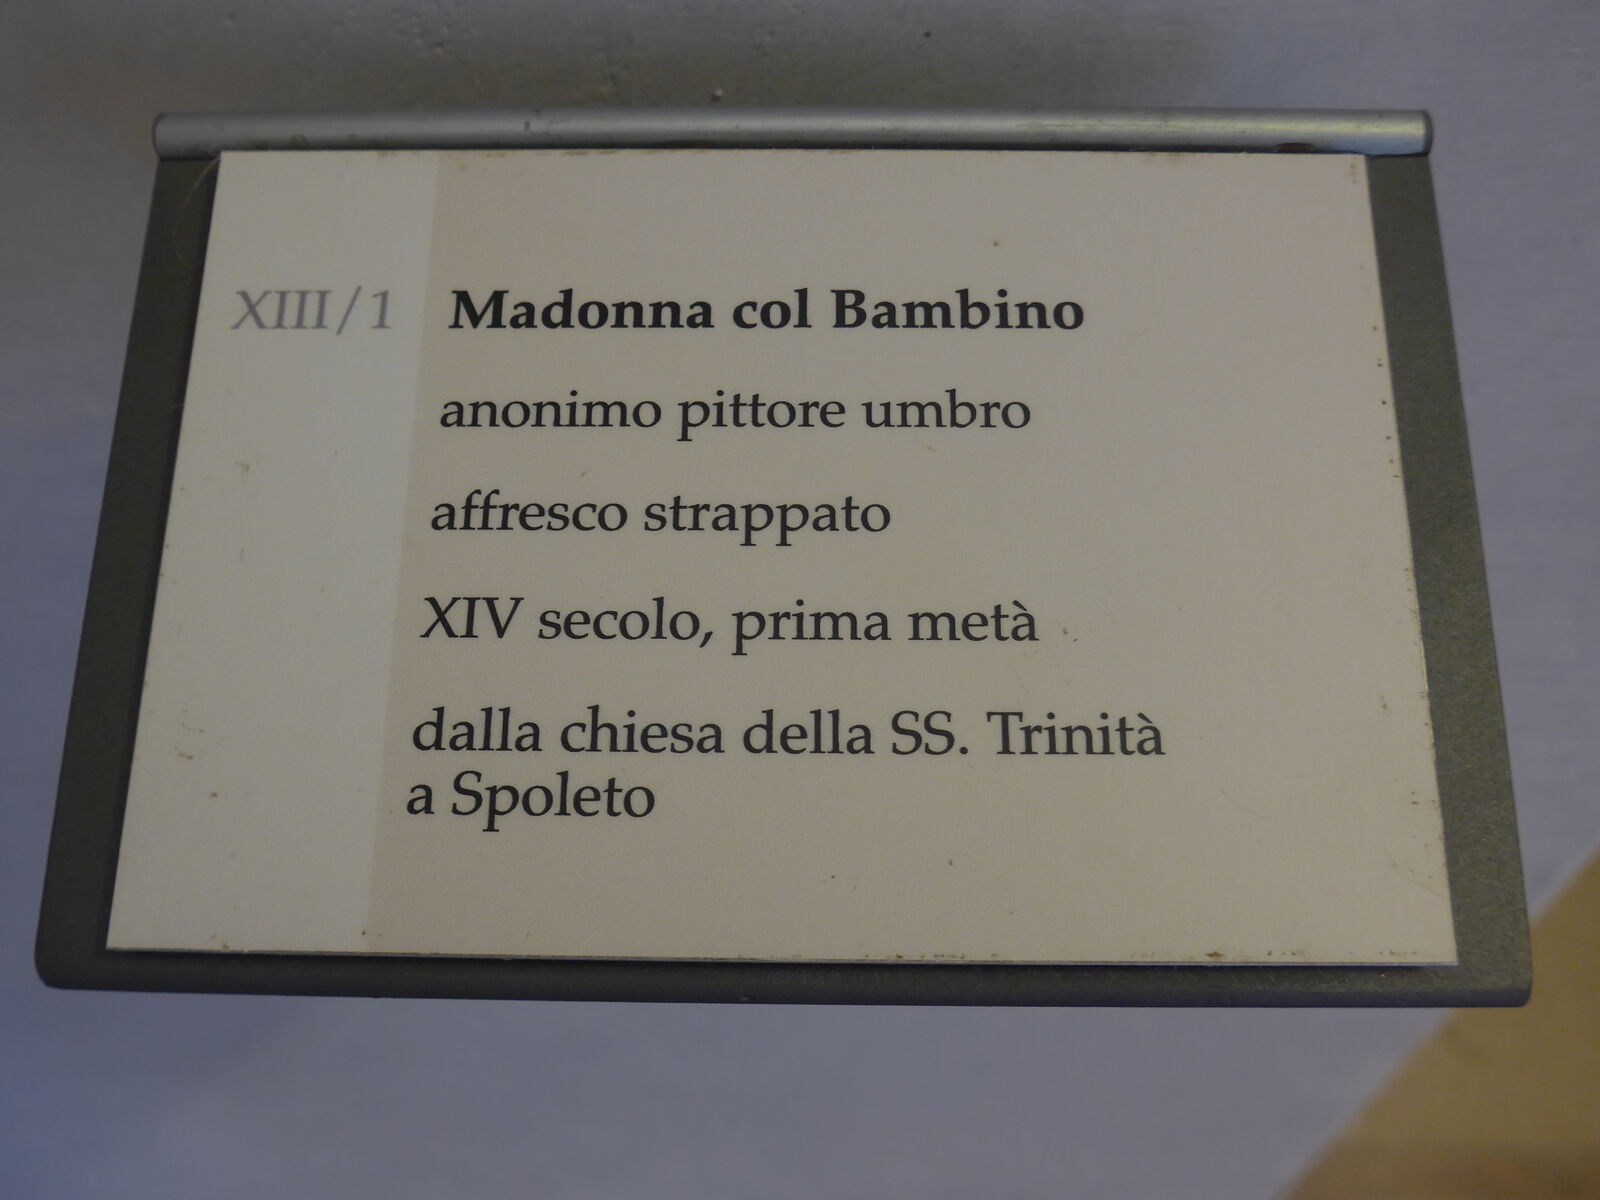 XIII/1 Madonna col Bambino
anonimo pittore umbro
affresco strappato
XIV secolo, prima metà
dalla chiesa della SS. Trinità
a Spoleto